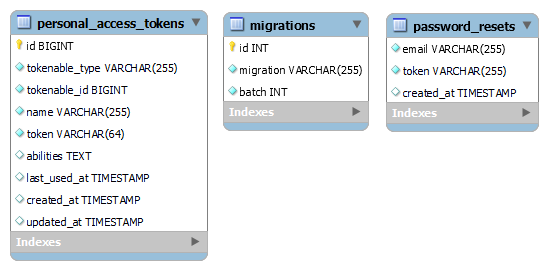 personal_access_tokens
id BIGINT
tokenable_type VARCHAR(255)
tokenable_id BIGINT
name VARCHAR(255)
token VARCHAR(64)
abilities TEXT
last_used_at TIMESTAMP
created_at TIMESTAMP
updated_at TIMESTAMP
Indexes
migrations
id INT
migration VARCHAR(255)
batch INT
Indexes
password_resets
email VARCHAR(255)
token VARCHAR(255)
created_at TIMESTAMP
Indexes